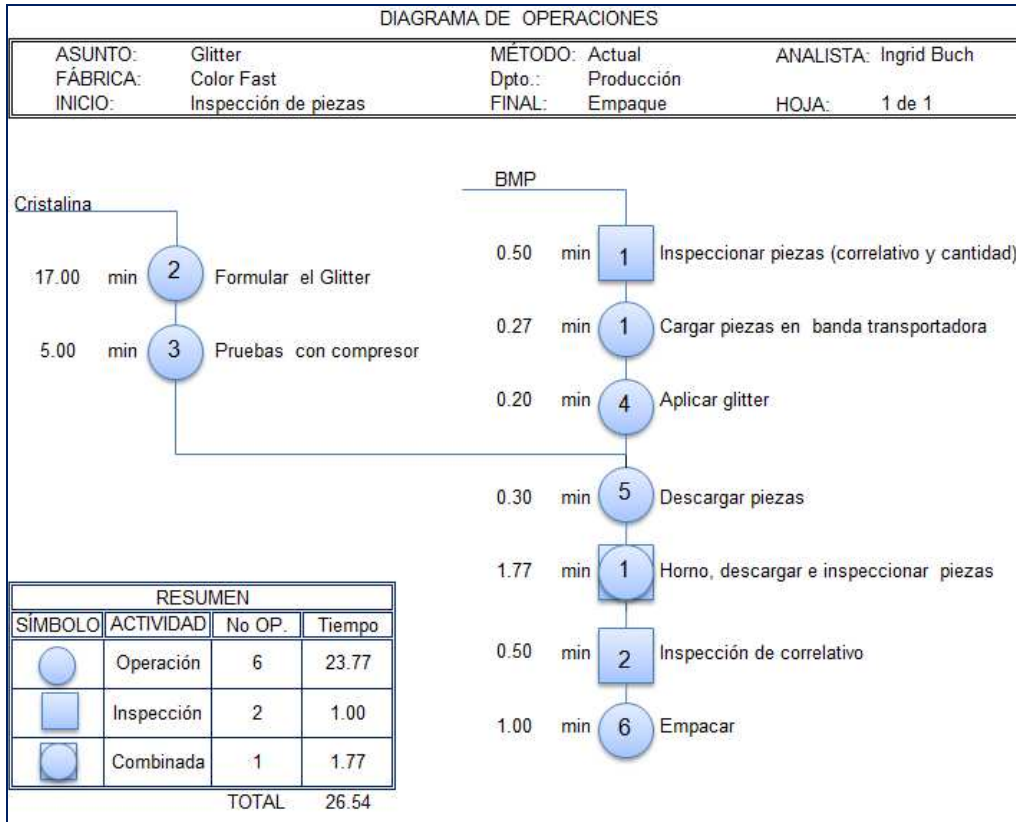 DIAGRAMA DE OPERACIONES
ASUNTO: Glitter MÉTODO: Actual ANALISTA: Ingrid Buch
FÁBRICA: Color Fast Dpto.: Producción
INICIO: Inspección de piezas FINAL: Empaque HOJA: 1 de 1
Cristalina
17.00 min 2 Formular el Glitter
5.00 min 3 Pruebas con compresor
BMP
0.50 min 1 Inspeccionar piezas (correlativo y cantidad)
0.27 min 1 Cargar piezas en banda transportadora
0.20 min 4 Aplicar glitter
0.30 min 5 Descargar piezas
1.77 min 1 Horno, descargar e inspeccionar piezas
0.50 min 2 Inspección de correlativo
1.00 min 6 Empacar
RESUMEN
SÍMBOLO ACTIVIDAD No OP. Tiempo
Operación 6 23.77
Inspección 2 1.00
Combinada 1 1.77
TOTAL 26.54